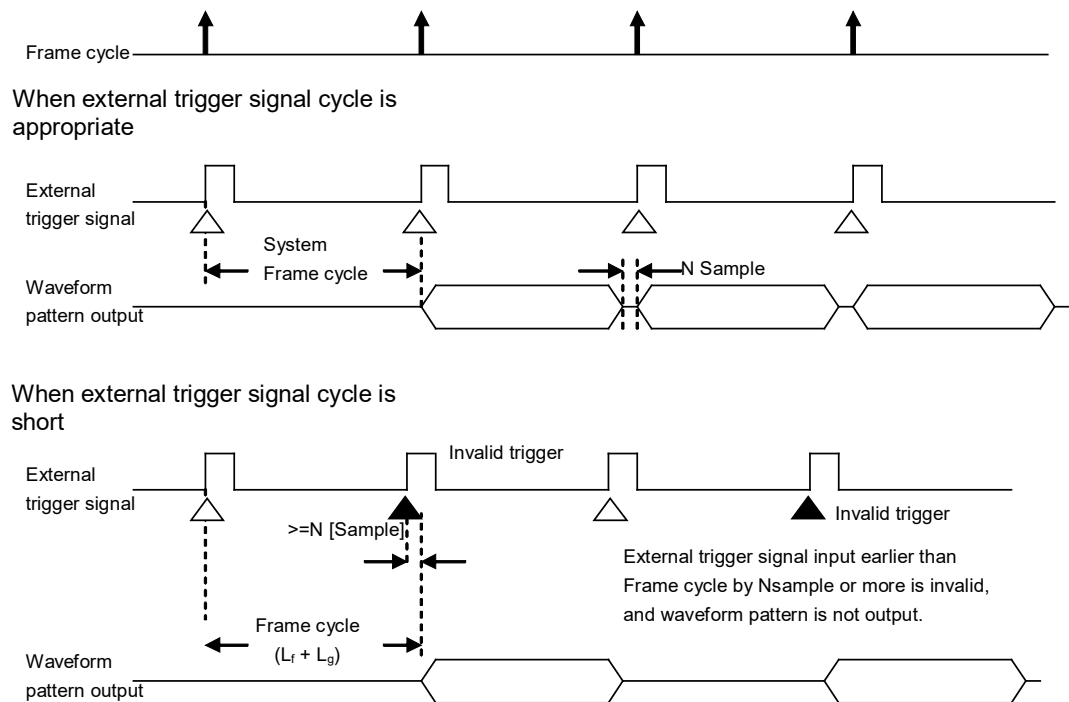 Frame cycle
When external trigger signal cycle is
appropriate
External
trigger signal
System
Frame cycle
N Sample
Waveform
pattern output
When external trigger signal cycle is
short
Invalid trigger
External
trigger signal
>=N [Sample]
Invalid trigger
External trigger signal input earlier than
Frame cycle by Nsample or more is invalid,
and waveform pattern is not output.
Frame cycle
(Lf + Lg)
Waveform
pattern output